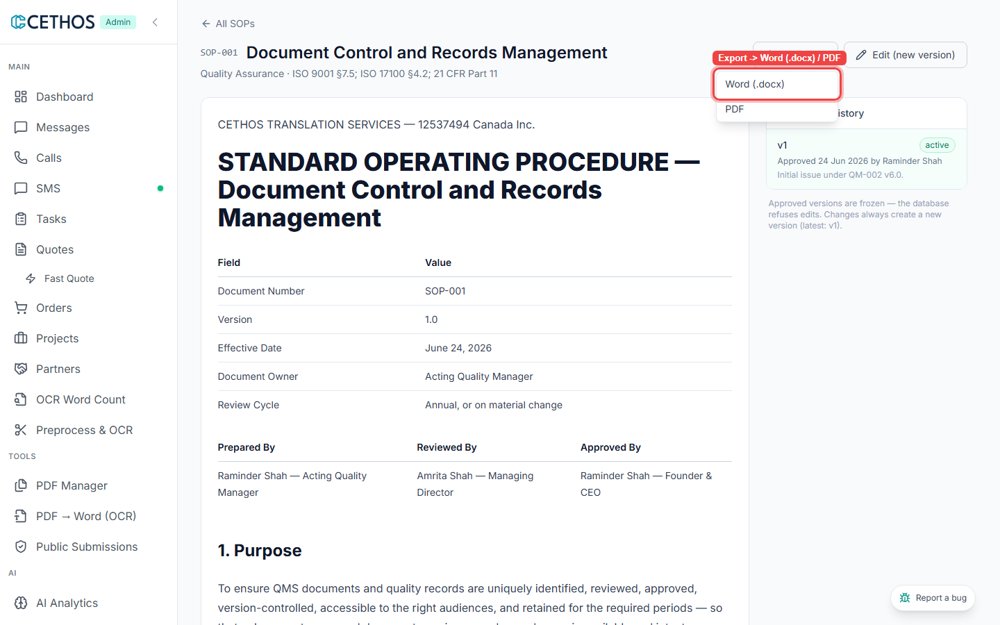 CETHOS
Admin
MAIN
Dashboard
Messages
Calls
SMS
Tasks
Quotes
Fast Quote
Orders
Projects
Partners
OCR Word Count
Preprocess & OCR
TOOLS
PDF Manager
PDF → Word (OCR)
Public Submissions
AI
AI Analytics
All SOPs
SOP-001 Document Control and Records Management
Quality Assurance · ISO 9001 §7.5; ISO 17100 §4.2; 21 CFR Part 11
Edit (new version)
Export -> Word (.docx) / PDF
Word (.docx)
PDF
CETHOS TRANSLATION SERVICES — 12537494 Canada Inc.
STANDARD OPERATING PROCEDURE —
Document Control and Records
Management
Field Value
Document Number SOP-001
Version 1.0
Effective Date June 24, 2026
Document Owner Acting Quality Manager
Review Cycle Annual, or on material change
Prepared By Reviewed By Approved By
Raminder Shah — Acting Quality Amrita Shah — Managing Raminder Shah — Founder &
Manager Director CEO
1. Purpose
To ensure QMS documents and quality records are uniquely identified, reviewed, approved,
version-controlled, accessible to the right audiences, and retained for the required periods — so
v1
active
Approved 24 Jun 2026 by Raminder Shah
Initial issue under QM-002 v6.0.
Approved versions are frozen — the database
refuses edits. Changes always create a new
version (latest: v1).
Report a bug